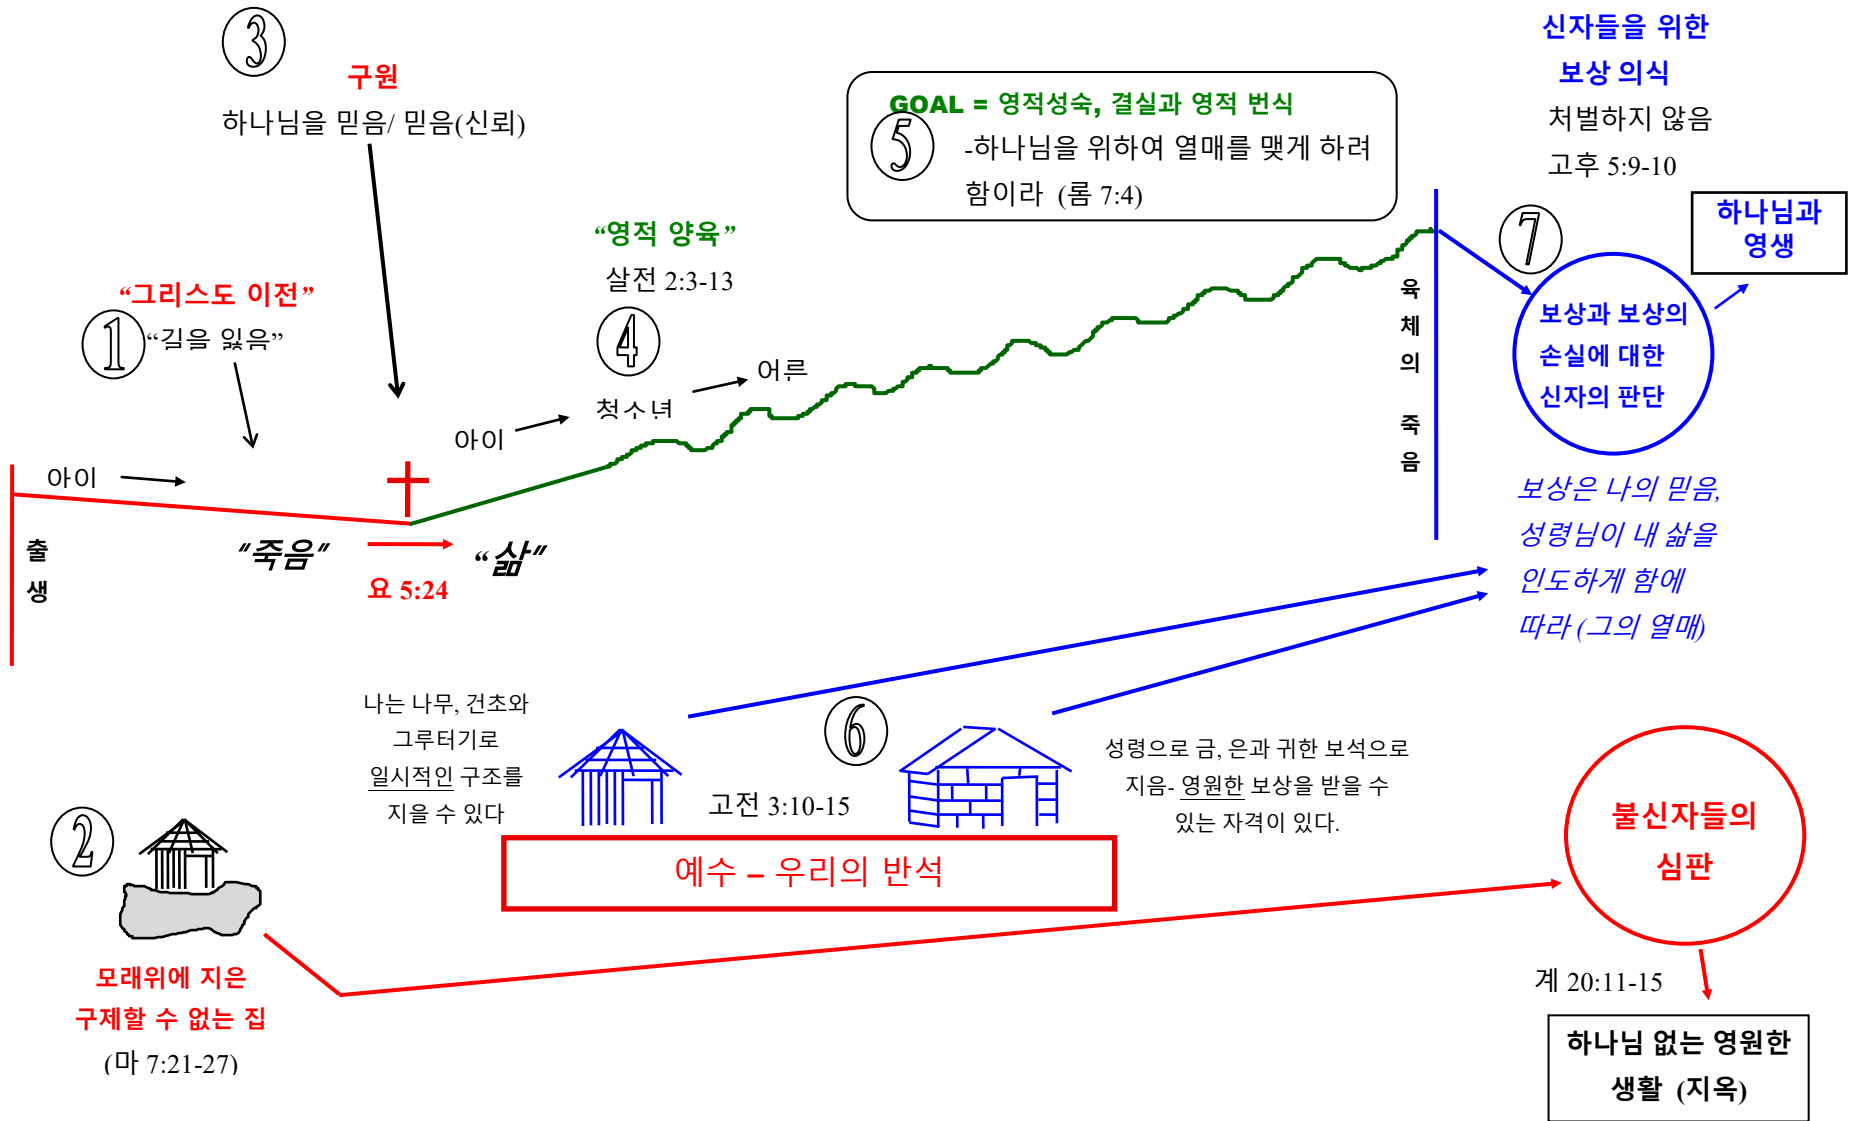 ③
구원
하나님을 믿음/ 믿음(신뢰)
“그리스도 이전”
①
“길을 잃음”
아이
출
생
“죽음”
“삶”
요 5:24
“영적 양육”
살전 2:3-13
④
아이
청소년
어른
GOAL = 영적성숙, 결실과 영적 번식
⑤
-하나님을 위하여 열매를 맺게 하려
함이라 (롬 7:4)
육
체
의
죽
음
신자들을 위한
보상 의식
처벌하지 않음
고후 5:9-10
⑦
하나님과
영생
보상과 보상의
손실에 대한
신자의 판단
보상은 나의 믿음,
성령님이 내 삶을
인도하게 함에
따라 (그의 열매)
②
모래위에 지은
구제할 수 없는 집
(마 7:21-27)
나는 나무, 건초와
그루터기로
일시적인 구조를
지을 수 있다
고전 3:10-15
⑥
성령으로 금, 은과 귀한 보석으로
지음- 영원한 보상을 받을 수
있는 자격이 있다.
예수 – 우리의 반석
불신자들의
심판
계 20:11-15
하나님 없는 영원한
생활 (지옥)